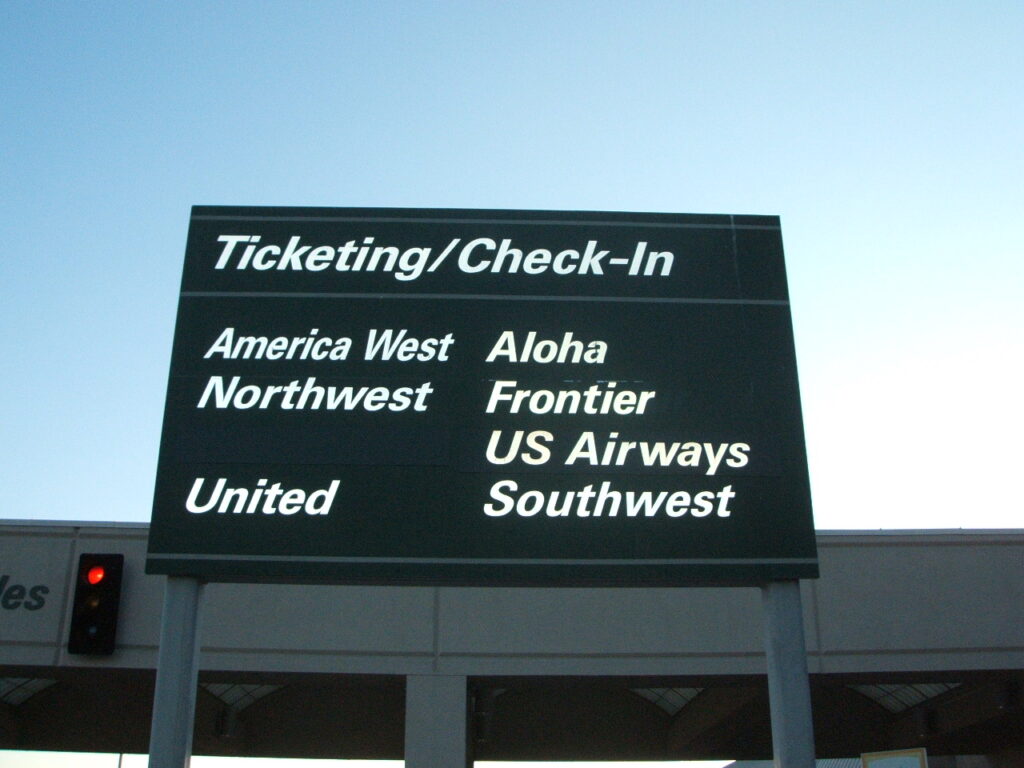 Ticketing/Check-In
America West
Northwest
United
Aloha
Frontier
US Airways
Southwest